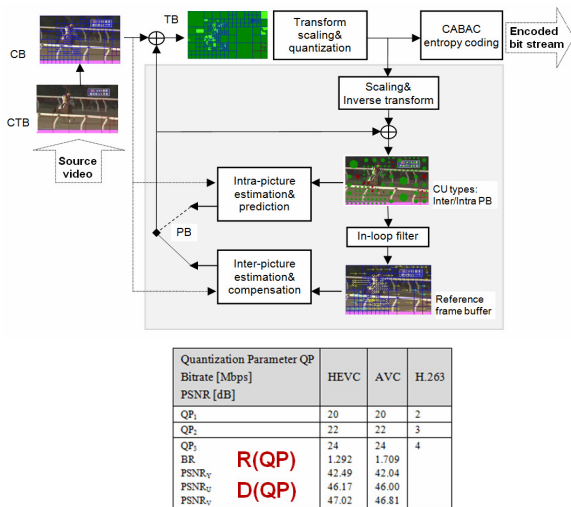 TB
Transform
scaling&
quantization
CABAC
entropy coding
Encoded
bit stream
CB
CTB
Source
video
Scaling&
Inverse transform
Intra-picture
estimation&
prediction
CU types:
Inter/Intra PB
PB
In-loop filter
Inter-picture
estimation&
compensation
Reference
frame buffer
Quantization Parameter QP
Bitrate [Mbps]
PSNR [dB]
HEVC AVC H.263
QP₁ 20 20 2
QP₂ 22 22 3
QP₃ 24 24 4
BR R(QP) 1.292 1.709
PSNR_Y 42.49 42.04
PSNR_U D(QP) 46.17 46.00
PSNR_V 47.02 46.81